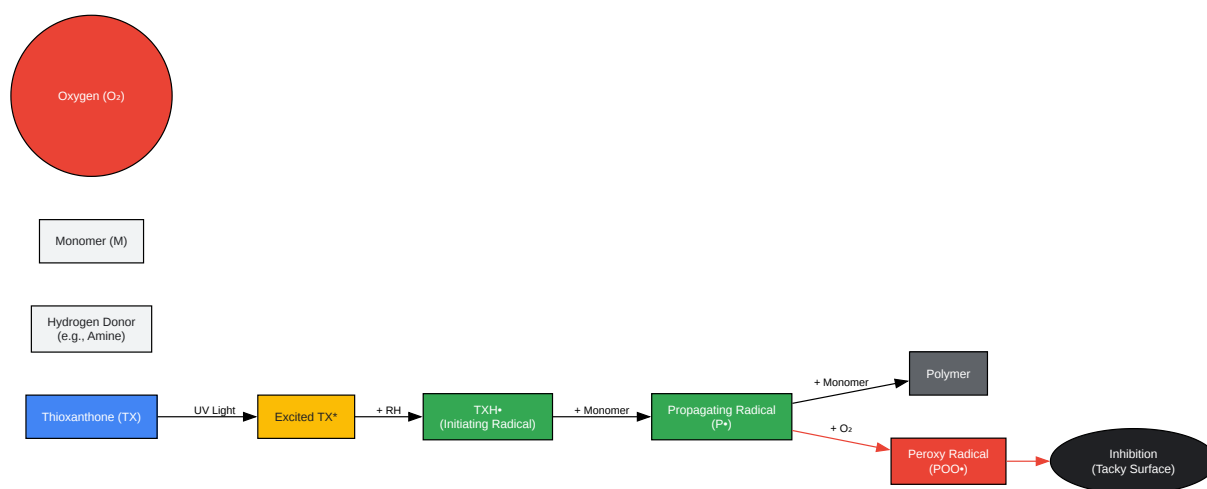 Oxygen (O₂)
Monomer (M)
Hydrogen Donor
(e.g., Amine)
Thioxanthone (TX)
UV Light
Excited TX*
+ RH
TXH•
(Initiating Radical)
+ Monomer
Propagating Radical
(P•)
+ Monomer
Polymer
+ O₂
Peroxy Radical
(POO•)
Inhibition
(Tacky Surface)